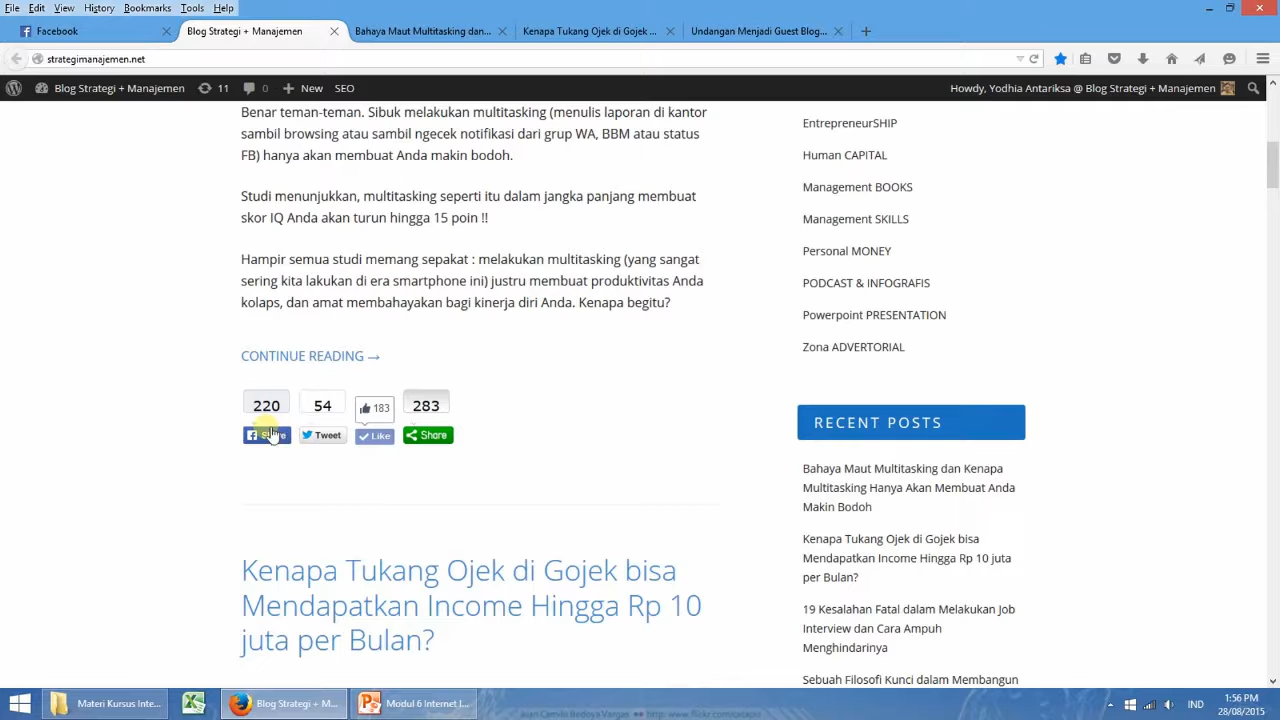 File Edit View History Bookmarks Tools Help
Facebook
Blog Strategi + Manajemen
Bahaya Maut Multitasking dan...
Kenapa Tukang Ojek di Gojek ...
Undangan Menjadi Guest Blog...
strategimanajemen.net
Blog Strategi + Manajemen 11 0 New SEO
Howdy, Yodhia Antariksa @ Blog Strategi + Manajemen
Benar teman-teman. Sibuk melakukan multitasking (menulis laporan di kantor
sambil browsing atau sambil ngecek notifikasi dari grup WA, BBM atau status
FB) hanya akan membuat Anda makin bodoh.
Studi menunjukkan, multitasking seperti itu dalam jangka panjang membuat
skor IQ Anda akan turun hingga 15 poin !!
Hampir semua studi memang sepakat : melakukan multitasking (yang sangat
sering kita lakukan di era smartphone ini) justru membuat produktivitas Anda
kolaps, dan amat membahayakan bagi kinerja diri Anda. Kenapa begitu?
CONTINUE READING →
220 54 183 283
Share Tweet Like Share
Kenapa Tukang Ojek di Gojek bisa
Mendapatkan Income Hingga Rp 10
juta per Bulan?
EntrepreneurSHIP
Human CAPITAL
Management BOOKS
Management SKILLS
Personal MONEY
PODCAST & INFOGRAFIS
Powerpoint PRESENTATION
Zona ADVERTORIAL
RECENT POSTS
Bahaya Maut Multitasking dan Kenapa
Multitasking Hanya Akan Membuat Anda
Makin Bodoh
Kenapa Tukang Ojek di Gojek bisa
Mendapatkan Income Hingga Rp 10 juta
per Bulan?
19 Kesalahan Fatal dalam Melakukan Job
Interview dan Cara Ampuh
Menghindarinya
Sebuah Filosofi Kunci dalam Membangun
Materi Kursus Inte...
Blog Strategi + M...
Modul 6 Internet I...
IND
1:56 PM
28/08/2015